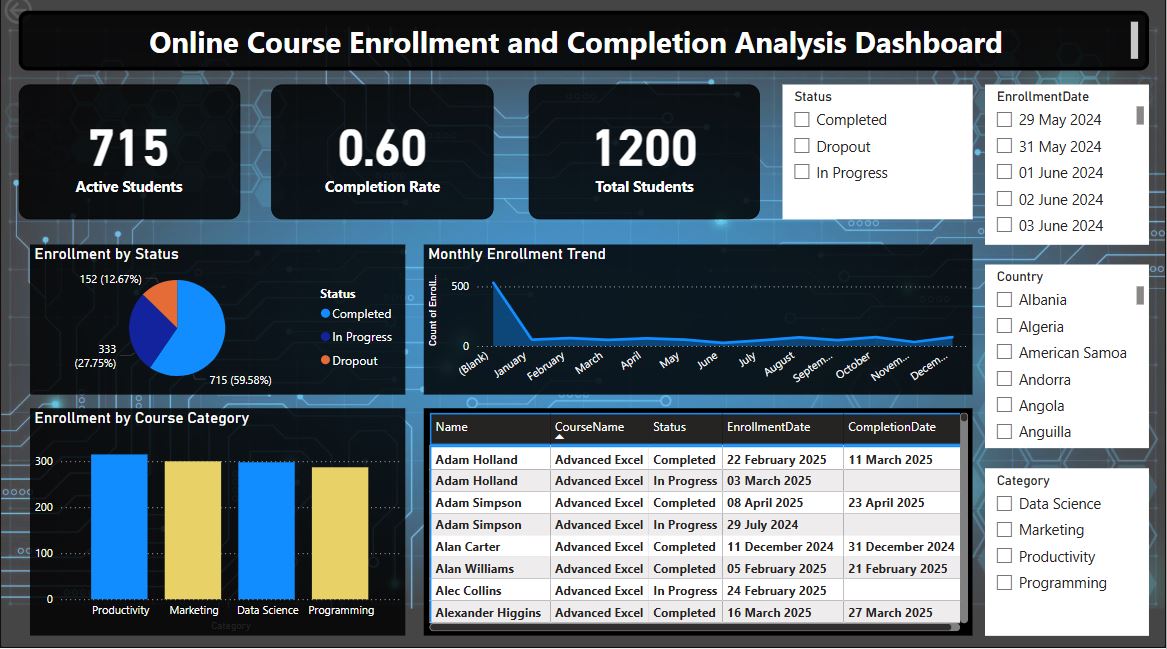 Online Course Enrollment and Completion Analysis Dashboard
715
Active Students
0.60
Completion Rate
1200
Total Students
Status
Completed
Dropout
In Progress
EnrollmentDate
29 May 2024
31 May 2024
01 June 2024
02 June 2024
03 June 2024
Enrollment by Status
152 (12.67%)
333
(27.75%)
715 (59.58%)
Status
Completed
In Progress
Dropout
Monthly Enrollment Trend
Count of Enroll...
500
0
(Blank)
January
February
March
April
May
June
July
August
Septem...
October
Novem...
Decem...
Country
Albania
Algeria
American Samoa
Andorra
Angola
Anguilla
Enrollment by Course Category
300
200
100
0
Productivity Marketing Data Science Programming
Category
Name CourseName Status EnrollmentDate CompletionDate
Adam Holland Advanced Excel Completed 22 February 2025 11 March 2025
Adam Holland Advanced Excel In Progress 03 March 2025
Adam Simpson Advanced Excel Completed 08 April 2025 23 April 2025
Adam Simpson Advanced Excel In Progress 29 July 2024
Alan Carter Advanced Excel Completed 11 December 2024 31 December 2024
Alan Williams Advanced Excel Completed 05 February 2025 21 February 2025
Alec Collins Advanced Excel In Progress 24 February 2025
Alexander Higgins Advanced Excel Completed 16 March 2025 27 March 2025
Category
Data Science
Marketing
Productivity
Programming